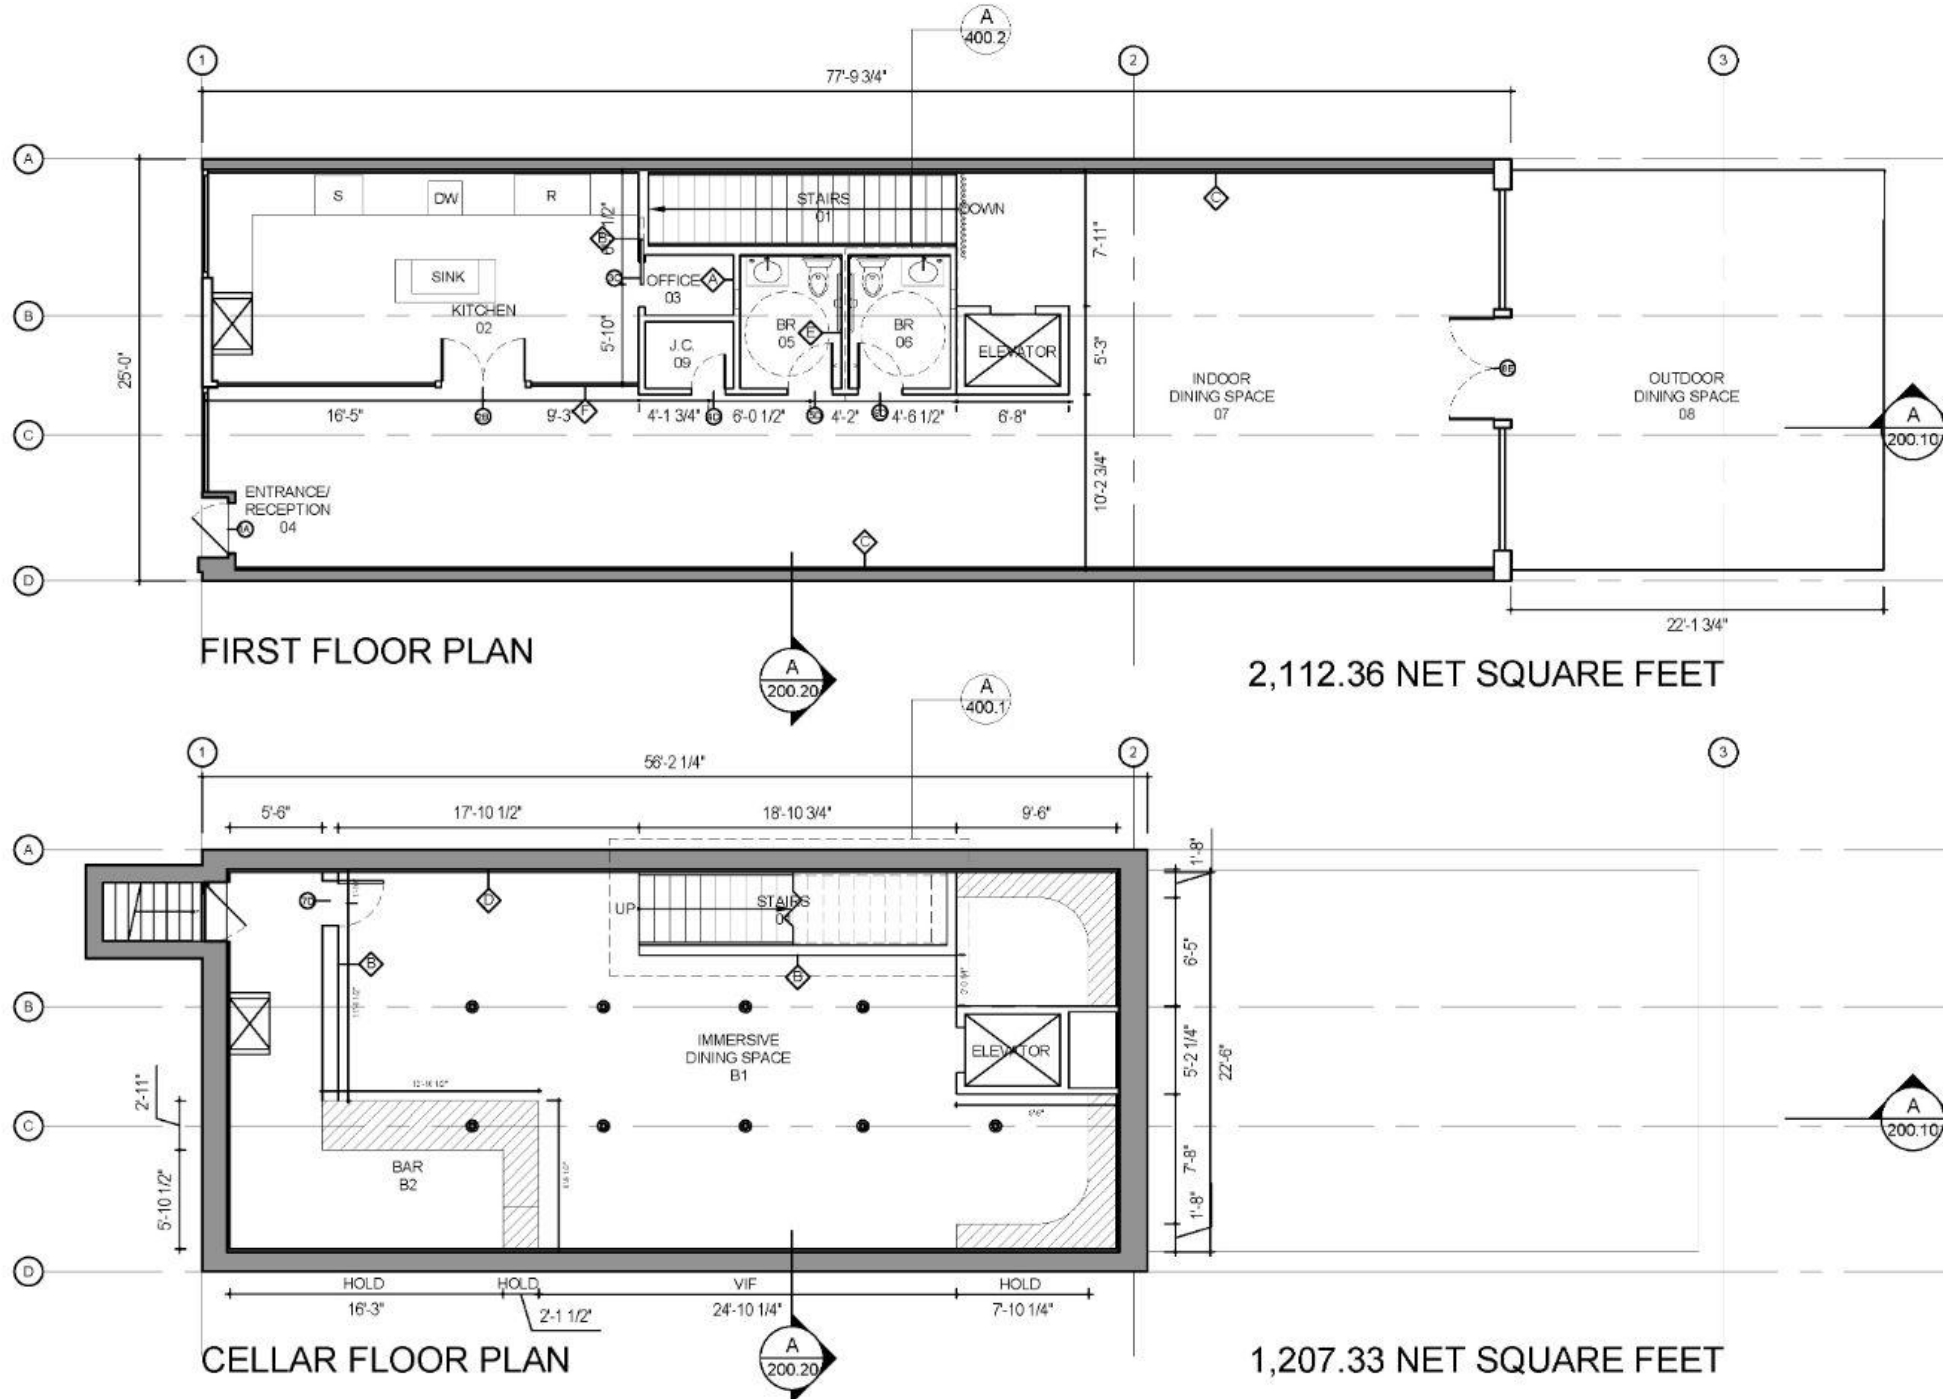 A
400.2
1
2
3
77'-9 3/4"
A
B
C
D
25'-0"
S
DW
R
STAIRS
01
DOWN
C
B
SINK
KITCHEN
02
OFFICE
03
A
5'-10"
J.C.
09
BR
05
E
BR
06
ELEVATOR
7'-11"
5'-3"
10'-2 3/4"
INDOOR
DINING SPACE
07
OUTDOOR
DINING SPACE
08
A
200.10
16'-5"
9'-3"
F
4'-1 3/4"
6'-0 1/2"
4'-2"
4'-6 1/2"
6'-8"
ENTRANCE/
RECEPTION
04
C
22'-1 3/4"
FIRST FLOOR PLAN
A
200.20
2,112.36 NET SQUARE FEET
A
400.1
1
2
3
56'-2 1/4"
5'-6"
17'-10 1/2"
18'-10 3/4"
9'-6"
A
B
C
D
1'-8"
6'-5"
5'-2 1/4"
22'-6"
7'-8"
1'-8"
D
UP
STAIRS
B
B
IMMERSIVE
DINING SPACE
B1
ELEVATOR
2'-11"
5'-10 1/2"
BAR
B2
A
200.10
HOLD
HOLD
VIF
HOLD
16'-3"
2'-1 1/2"
24'-10 1/4"
7'-10 1/4"
CELLAR FLOOR PLAN
A
200.20
1,207.33 NET SQUARE FEET